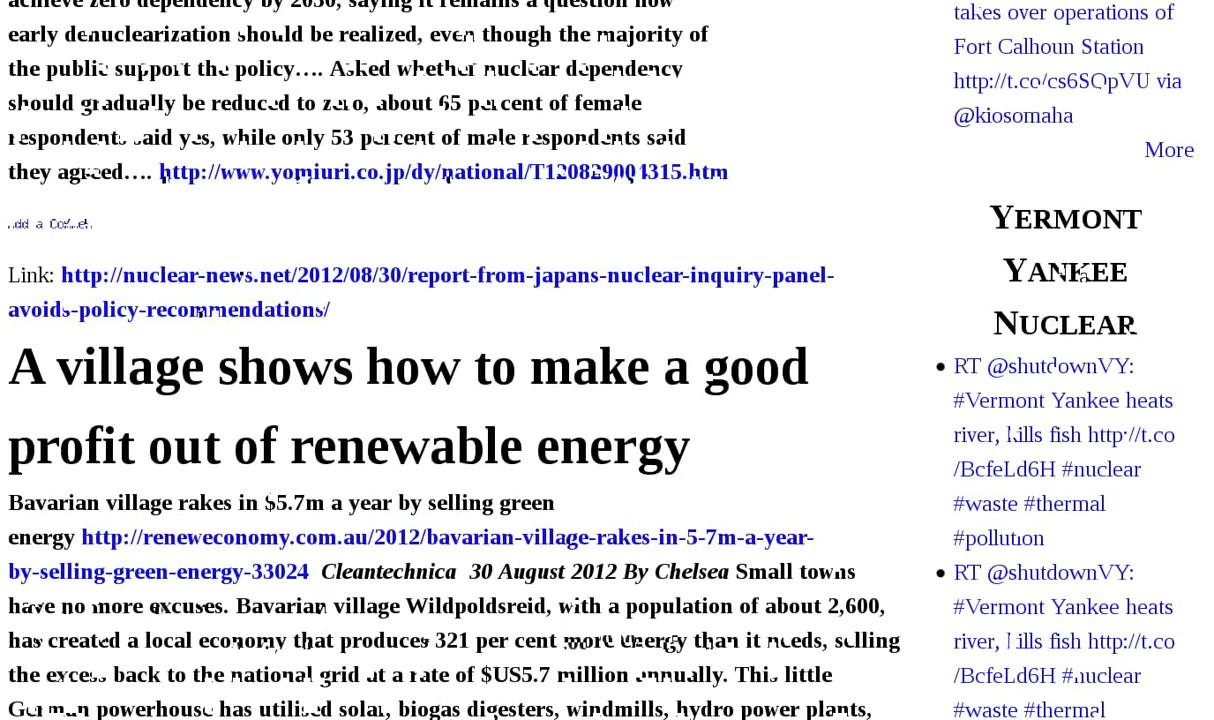 achieve zero dependency by 2030, saying it remains a question how
early denuclearization should be realized, even though the majority of
the public support the policy…. Asked whether nuclear dependency
should gradually be reduced to zero, about 65 percent of female
respondents said yes, while only 53 percent of male respondents said
they agreed…. http://www.yomiuri.co.jp/dy/national/T120829004315.htm
Link: http://nuclear-news.net/2012/08/30/report-from-japans-nuclear-inquiry-panel-
avoids-policy-recommendations/
A village shows how to make a good
profit out of renewable energy
Bavarian village rakes in $5.7m a year by selling green
energy http://reneweconomy.com.au/2012/bavarian-village-rakes-in-5-7m-a-year-
by-selling-green-energy-33024 Cleantechnica 30 August 2012 By Chelsea Small towns
have no more excuses. Bavarian village Wildpoldsreid, with a population of about 2,600,
has created a local economy that produces 321 per cent more energy than it needs, selling
the excess back to the national grid at a rate of $US5.7 million annually. This little
German powerhouse has utilised solar, biogas digesters, windmills, hydro power plants,
takes over operations of
Fort Calhoun Station
http://t.co/cs6SQpVU via
@kiosomaha
More
YERMONT
YANKEE
NUCLEAR
RT @shutdownVY:
#Vermont Yankee heats
river, kills fish http://t.co
/BcfeLd6H #nuclear
#waste #thermal
#pollution
RT @shutdownVY:
#Vermont Yankee heats
river, kills fish http://t.co
/BcfeLd6H #nuclear
#waste #thermal